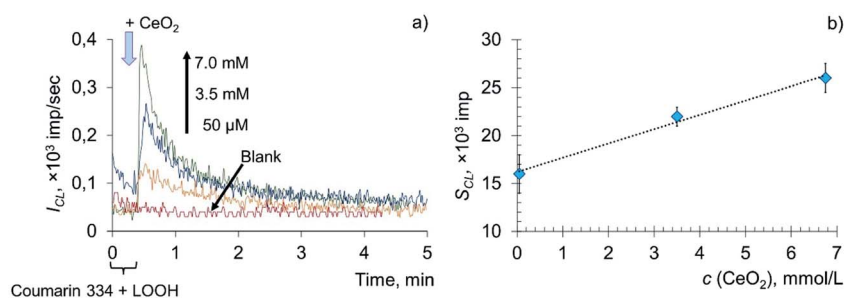 + CeO₂
a)
0,4
0,3
0,2
0,1
0
I_CL, ×10³ imp/sec
7.0 mM
3.5 mM
50 µM
Blank
0 1 2 3 4 5
Time, min
Coumarin 334 + LOOH
b)
30
25
20
15
10
S_CL, ×10³ imp
0 1 2 3 4 5 6 7
c (CeO₂), mmol/L